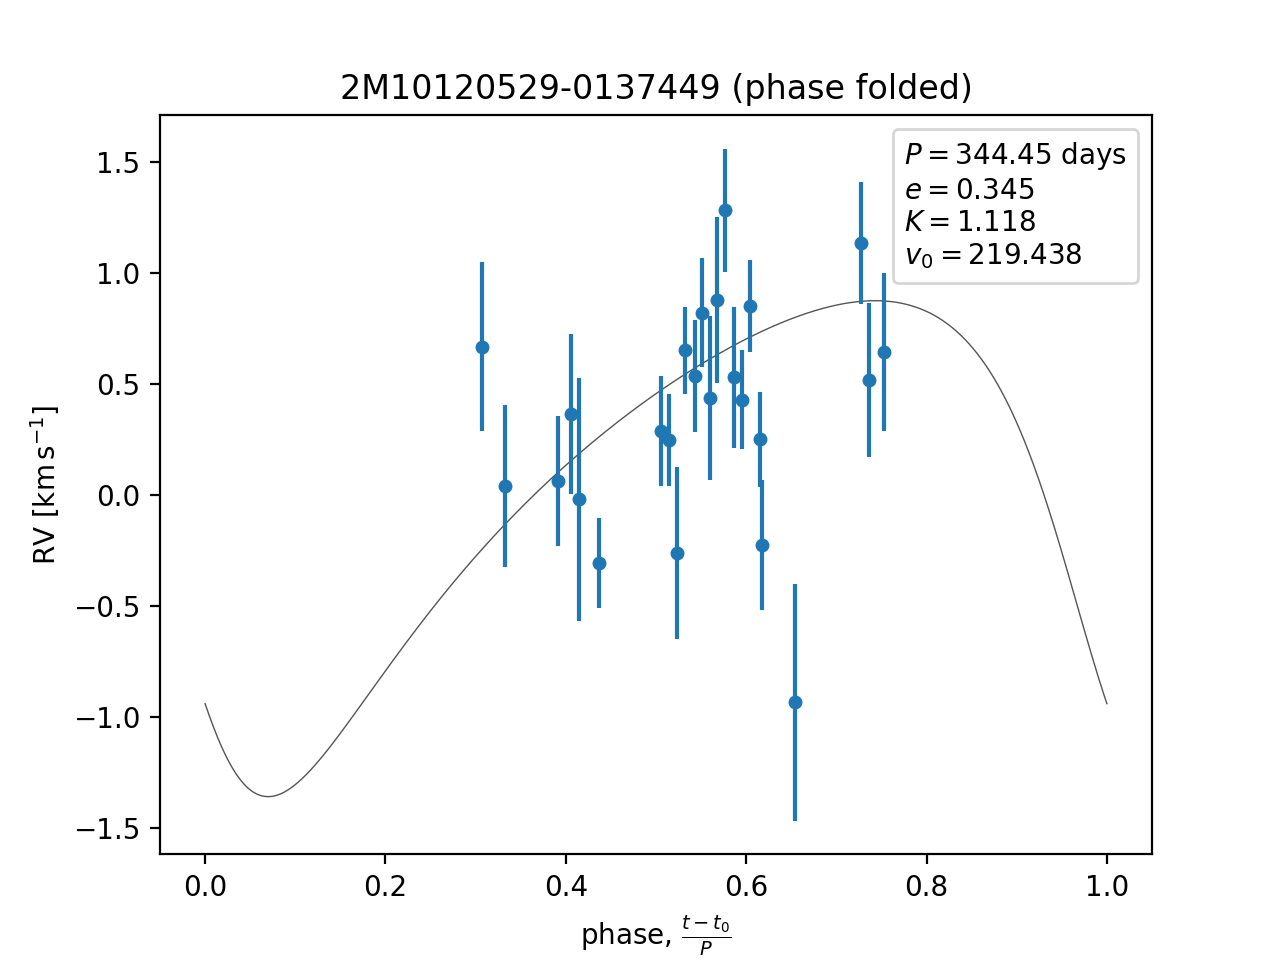 2M10120529-0137449 (phase folded)
P = 344.45 days
e = 0.345
K = 1.118
v₀ = 219.438
RV [km s⁻¹]
1.5
1.0
0.5
0.0
−0.5
−1.0
−1.5
0.0 0.2 0.4 0.6 0.8 1.0
phase, (t − t₀)/P